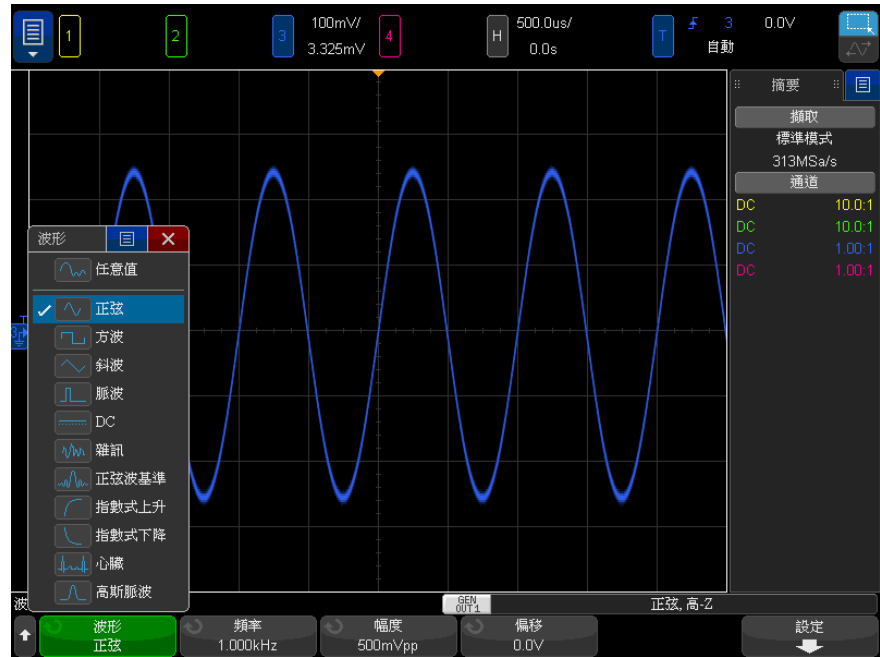 1
2
3
100mV/
3.325mV
4
H
500.0us/
0.0s
T
3
0.0V
自動
摘要
擷取
標準模式
313MSa/s
通道
DC 10.0:1
DC 10.0:1
DC 1.00:1
DC 1.00:1
T
3
波形
任意值
正弦
方波
斜波
脈波
DC
雜訊
正弦波基準
指數式上升
指數式下降
心臟
高斯脈波
波
GEN
OUT1
正弦, 高-Z
波形
正弦
頻率
1.000kHz
幅度
500mVpp
偏移
0.0V
設定